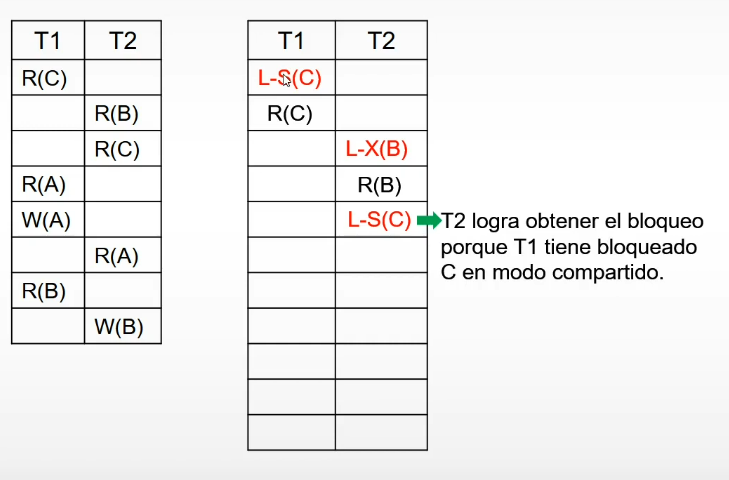 T1 T2
R(C)
R(B)
R(C)
R(A)
W(A)
R(A)
R(B)
W(B)
T1 T2
L-S(C)
R(C)
L-X(B)
R(B)
L-S(C)
T2 logra obtener el bloqueo
porque T1 tiene bloqueado
C en modo compartido.